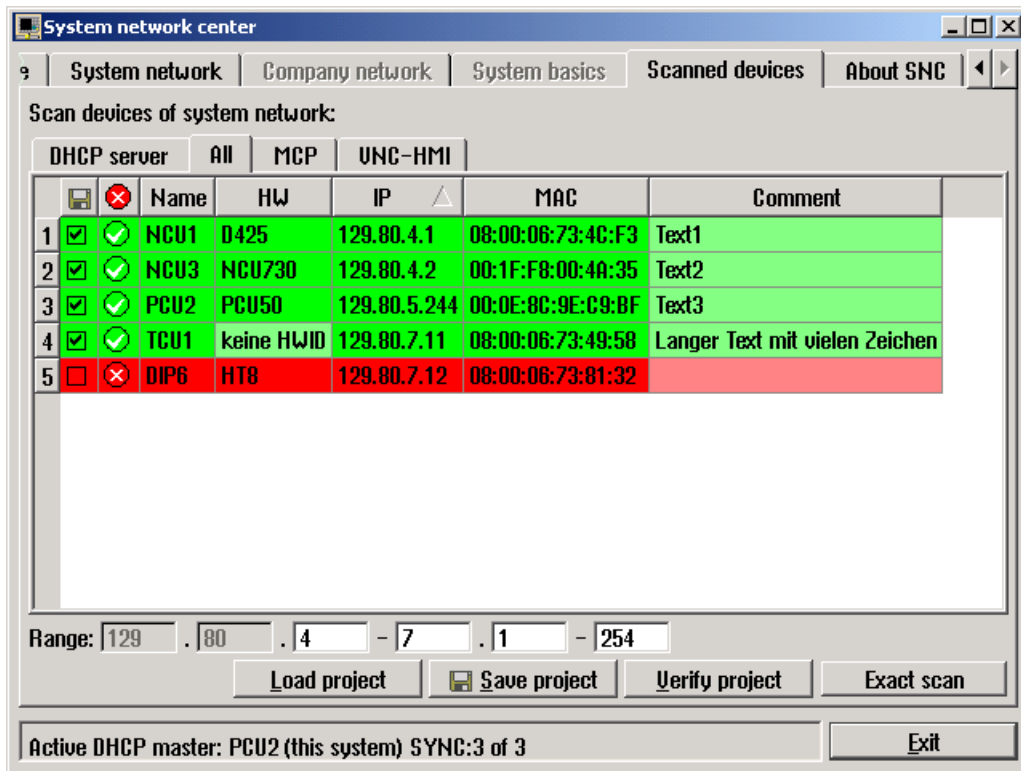 System network center
e System network Company network System basics Scanned devices About SNC
Scan devices of system network:
DHCP server All MCP VNC-HMI
Name HW IP MAC Comment
1 NCU1 D425 129.80.4.1 08:00:06:73:4C:F3 Text1
2 NCU3 NCU730 129.80.4.2 00:1F:F8:00:4A:35 Text2
3 PCU2 PCU50 129.80.5.244 00:0E:8C:9E:C9:BF Text3
4 TCU1 keine HWID 129.80.7.11 08:00:06:73:49:58 Langer Text mit vielen Zeichen
5 DIP6 HT8 129.80.7.12 08:00:06:73:81:32
Range: 129 . 80 . 4 - 7 . 1 - 254
Load project Save project Verify project Exact scan
Active DHCP master: PCU2 (this system) SYNC:3 of 3 Exit